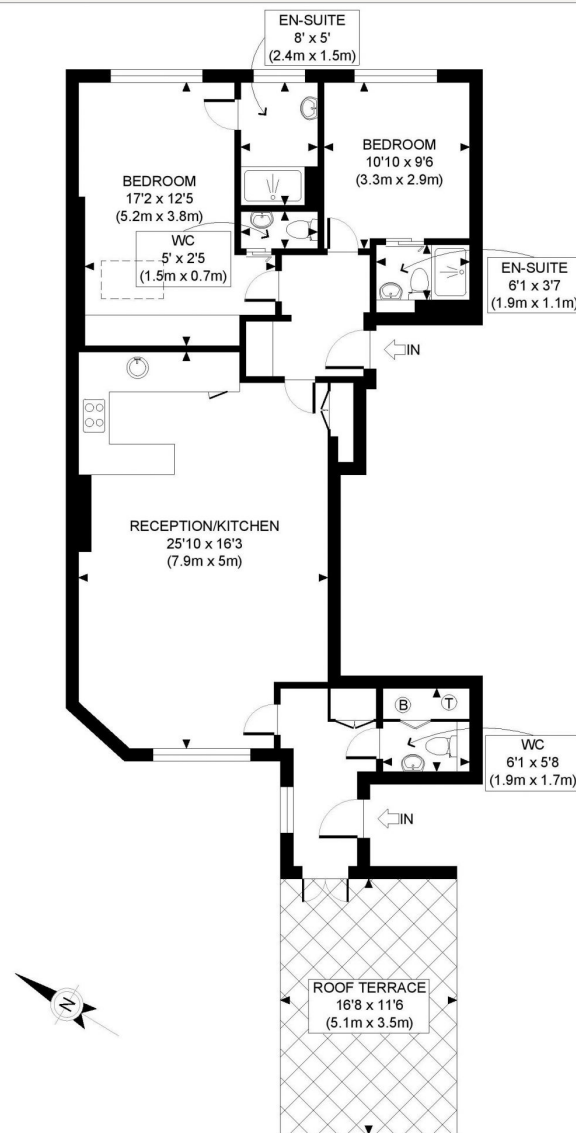 EN-SUITE
8' x 5'
(2.4m x 1.5m)
BEDROOM
10'10 x 9'6
(3.3m x 2.9m)
BEDROOM
17'2 x 12'5
(5.2m x 3.8m)
WC
5' x 2'5
(1.5m x 0.7m)
EN-SUITE
6'1 x 3'7
(1.9m x 1.1m)
IN
RECEPTION/KITCHEN
25'10 x 16'3
(7.9m x 5m)
B
T
WC
6'1 x 5'8
(1.9m x 1.7m)
IN
N
ROOF TERRACE
16'8 x 11'6
(5.1m x 3.5m)